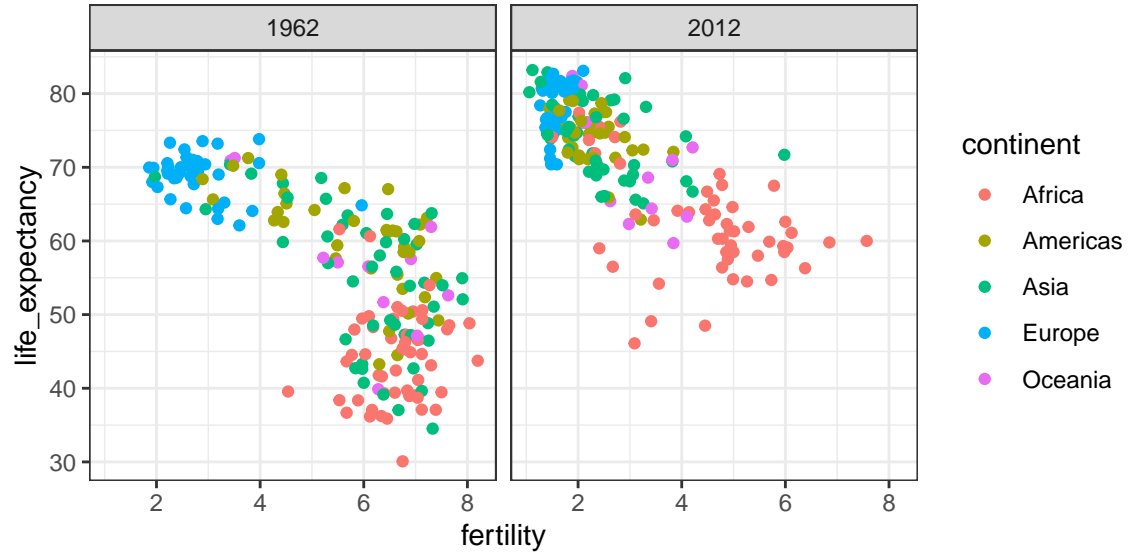 1962
2012
life_expectancy
80
70
60
50
40
30
2 4 6 8
2 4 6 8
fertility
continent
Africa
Americas
Asia
Europe
Oceania